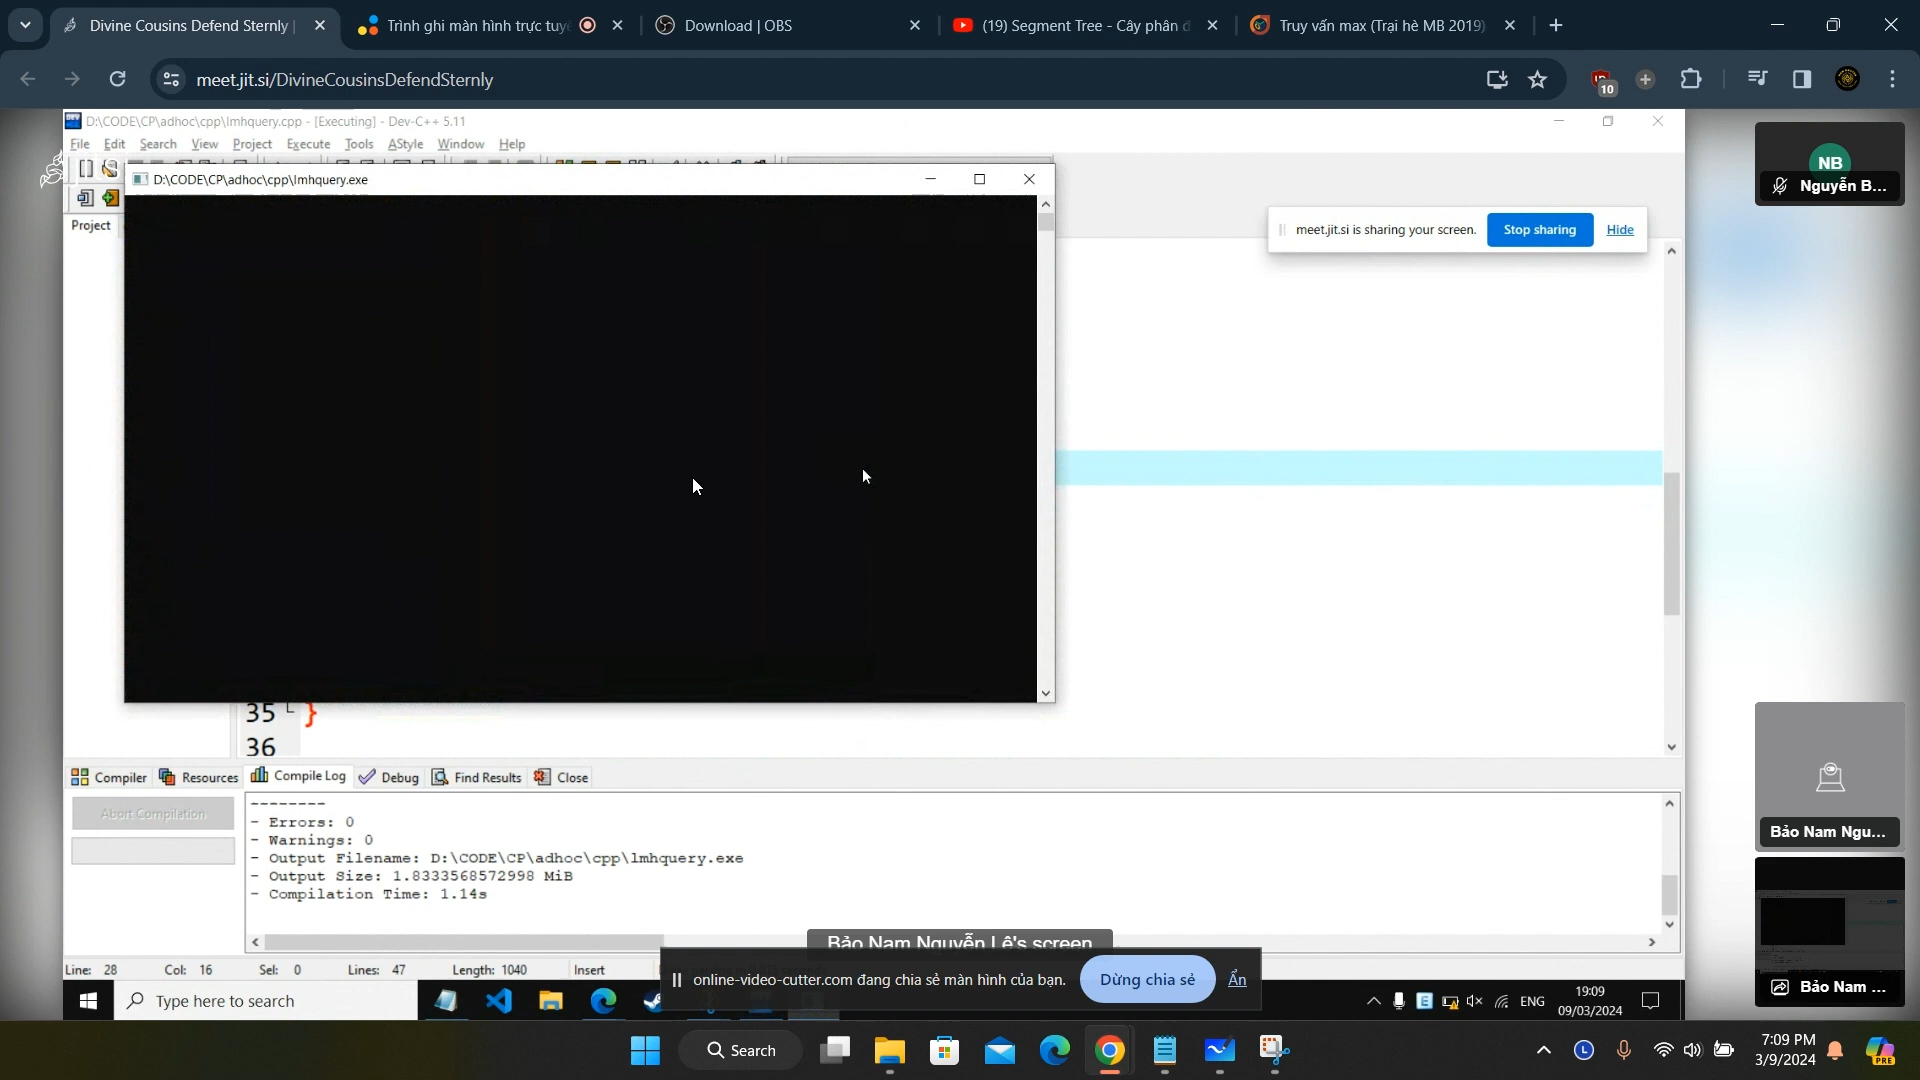 Divine Cousins Defend Sternly |
Trình ghi màn hình trực tuyế
Download | OBS
(19) Segment Tree - Cây phân đ
Truy vấn max (Trại hè MB 2019)
meet.jit.si/DivineCousinsDefendSternly
10
DEV
D:\CODE\CP\adhoc\cpp\lmhquery.cpp - [Executing] - Dev-C++ 5.11
File Edit Search View Project Execute Tools AStyle Window Help
D:\CODE\CP\adhoc\cpp\lmhquery.exe
Project
meet.jit.si is sharing your screen.
Stop sharing
Hide
NB
Nguyễn B...
35 }
36
Compiler Resources Compile Log Debug Find Results Close
Abort Compilation
--------
- Errors: 0
- Warnings: 0
- Output Filename: D:\CODE\CP\adhoc\cpp\lmhquery.exe
- Output Size: 1.8333568572998 MiB
- Compilation Time: 1.14s
Bảo Nam Ngu...
Bảo Nam ...
Bảo Nam Nguyễn Lê's screen
Line: 28 Col: 16 Sel: 0 Lines: 47 Length: 1040 Insert
online-video-cutter.com đang chia sẻ màn hình của bạn.
Dừng chia sẻ
Ẩn
Type here to search
ENG
19:09
09/03/2024
Search
7:09 PM
3/9/2024
PRE